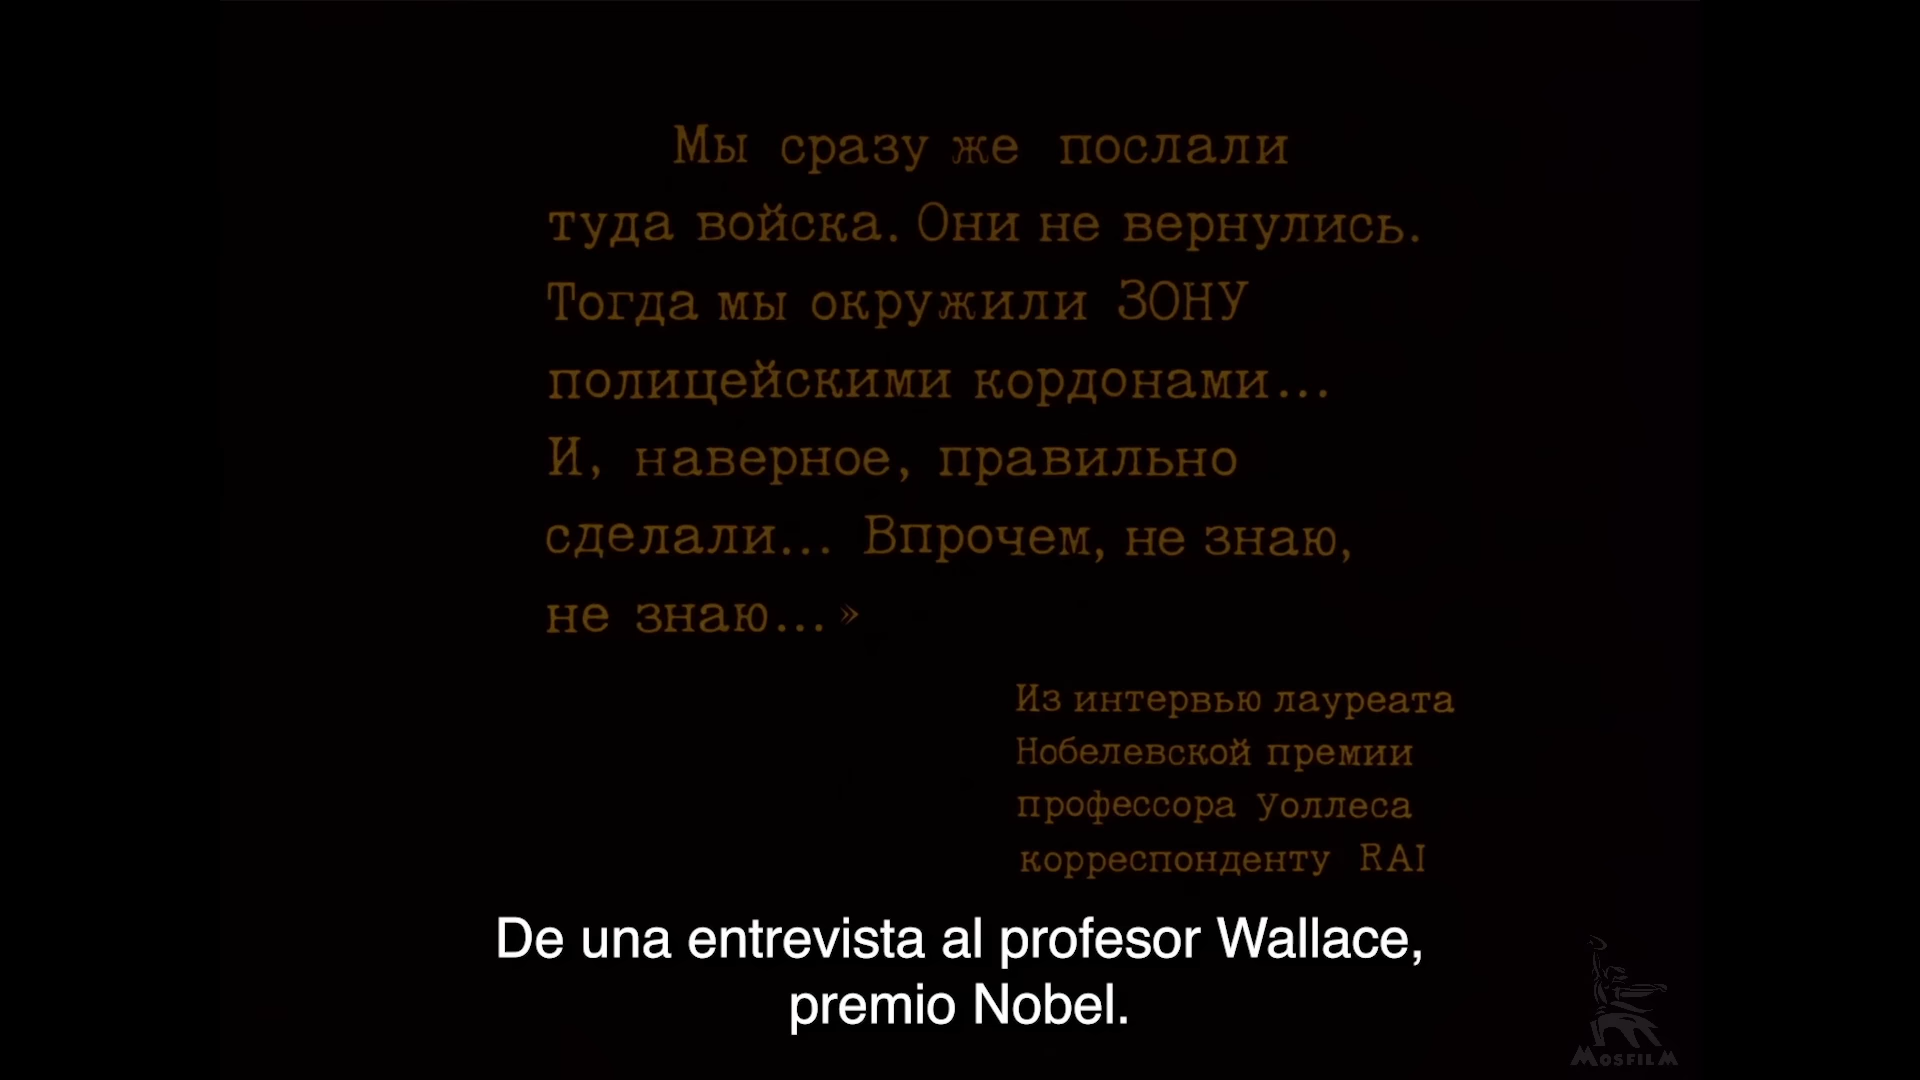 Мы сразу же послали
туда войска. Они не вернулись.
Тогда мы окружили ЗОНУ
полицейскими кордонами...
И, наверное, правильно
сделали... Впрочем, не знаю,
не знаю...»
Из интервью лауреата
Нобелевской премии
профессора Уоллеса
корреспонденту RAI
De una entrevista al profesor Wallace,
premio Nobel.
MOSFILM